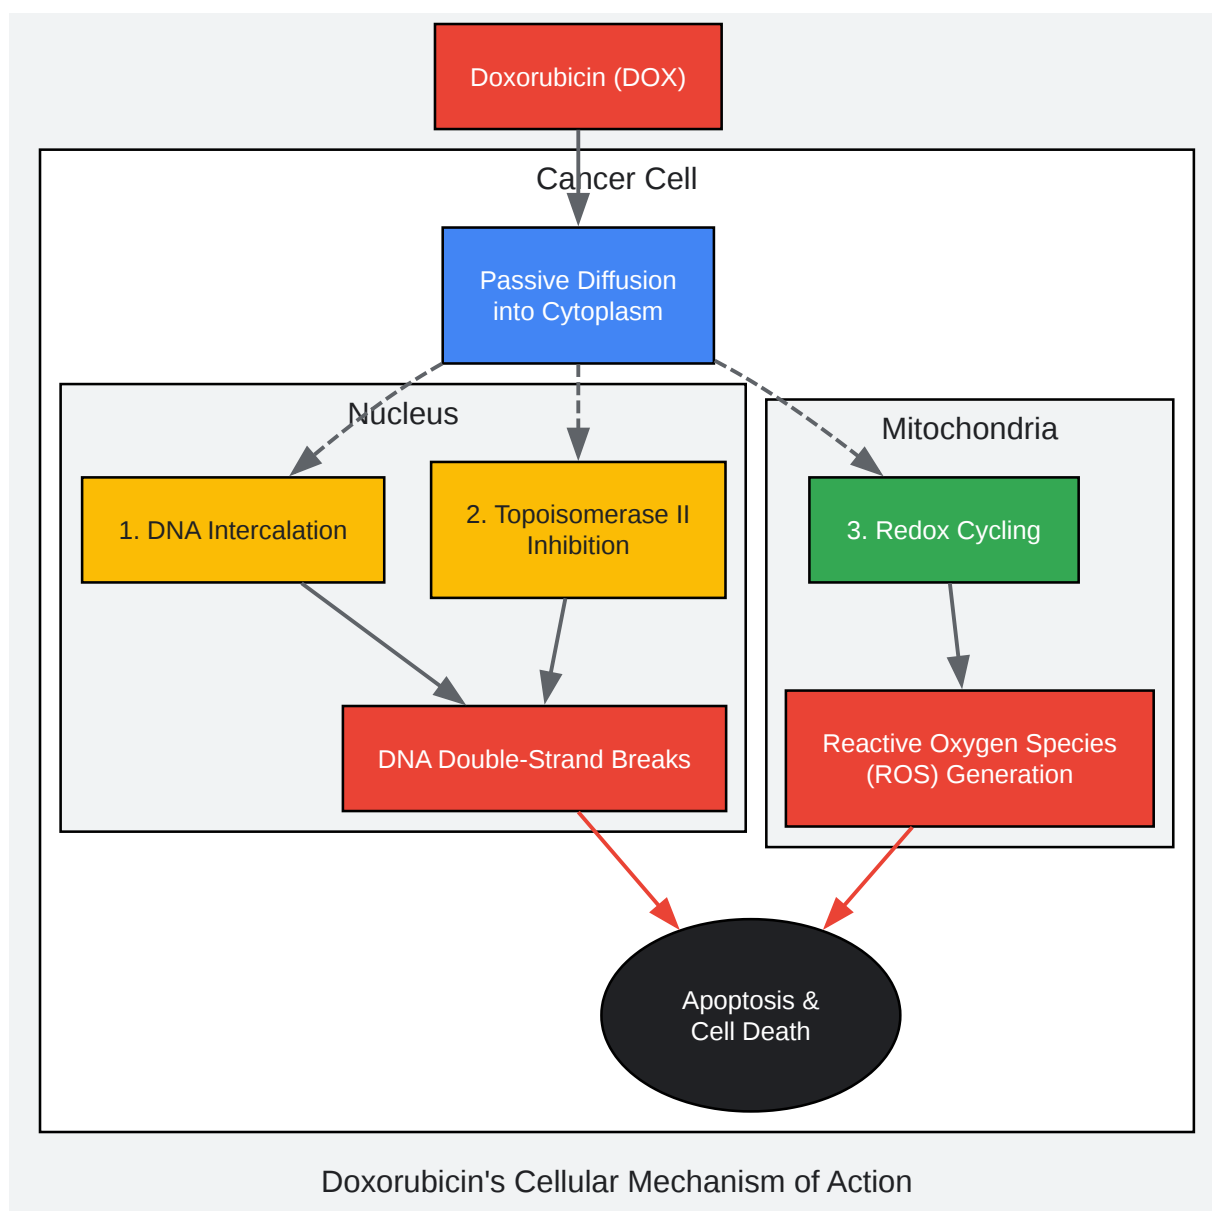 Doxorubicin (DOX)
Cancer Cell
Passive Diffusion
into Cytoplasm
Nucleus
Mitochondria
1. DNA Intercalation
2. Topoisomerase II
Inhibition
3. Redox Cycling
DNA Double-Strand Breaks
Reactive Oxygen Species
(ROS) Generation
Apoptosis &
Cell Death
Doxorubicin's Cellular Mechanism of Action